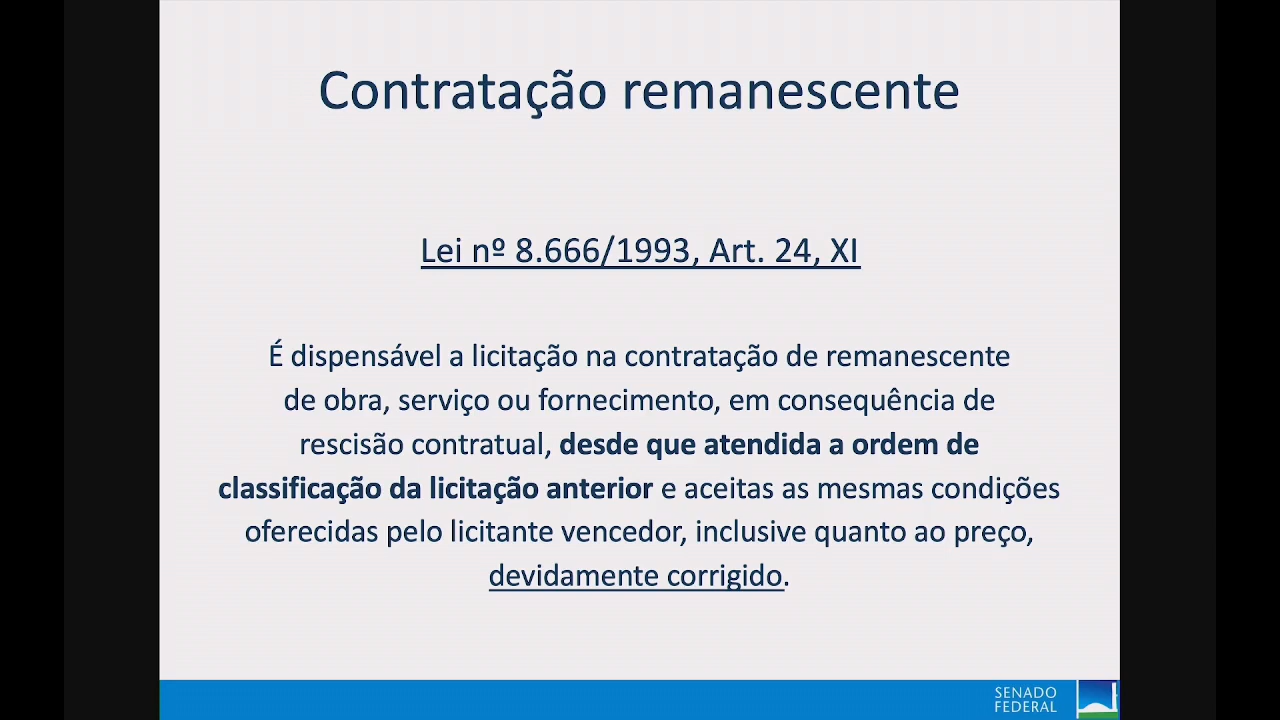 Contratação remanescente
Lei nº 8.666/1993, Art. 24, XI
É dispensável a licitação na contratação de remanescente
de obra, serviço ou fornecimento, em consequência de
rescisão contratual, desde que atendida a ordem de
classificação da licitação anterior e aceitas as mesmas condições
oferecidas pelo licitante vencedor, inclusive quanto ao preço,
devidamente corrigido.
SENADO
FEDERAL